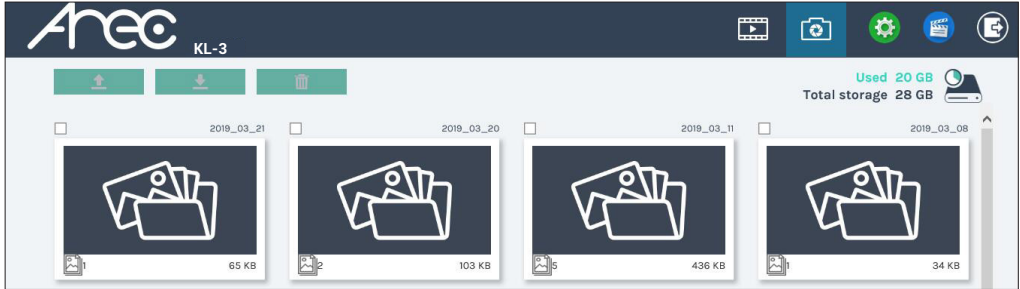 Arec
KL-3
Used 20 GB
Total storage 28 GB
2019_03_21
2019_03_20
2019_03_11
2019_03_08
1 65 KB
2 103 KB
5 436 KB
1 34 KB